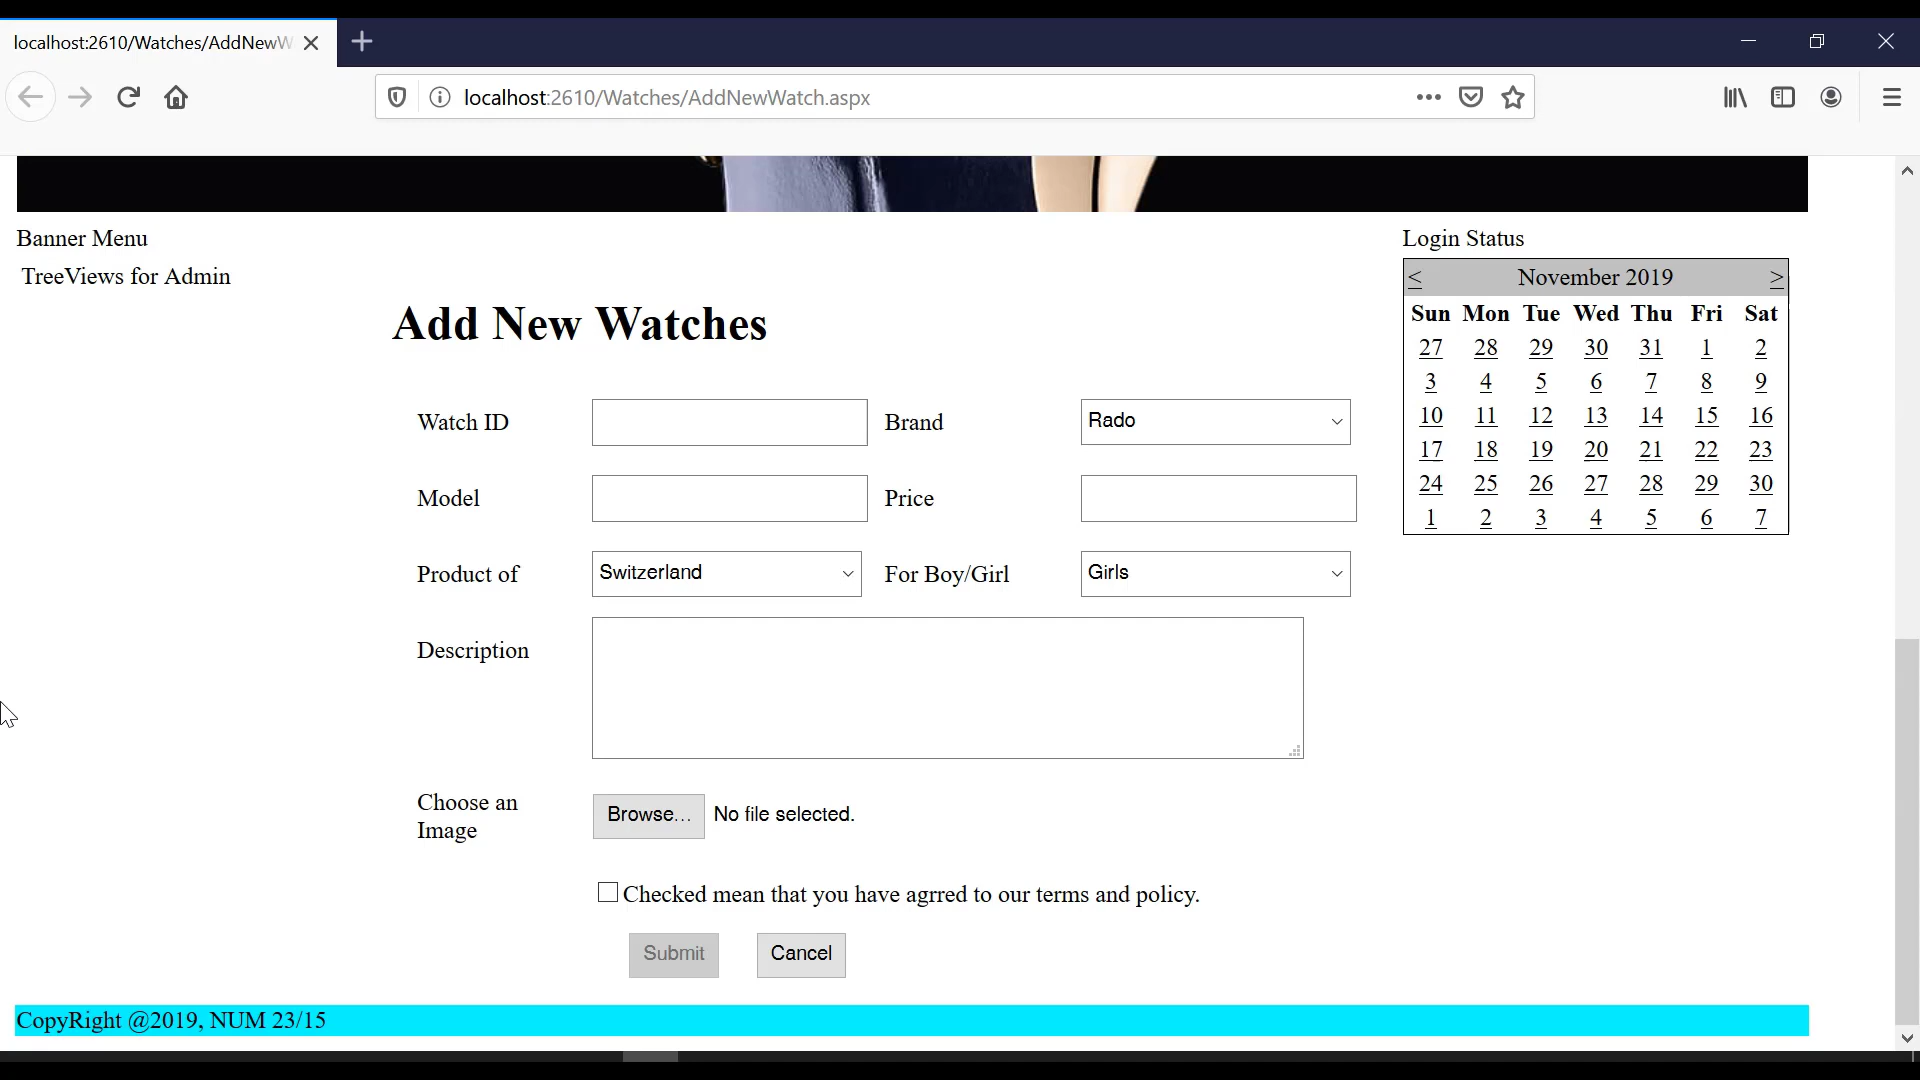 localhost:2610/Watches/AddNewW
localhost:2610/Watches/AddNewWatch.aspx
Banner Menu
Login Status
TreeViews for Admin
< November 2019 >
Sun Mon Tue Wed Thu Fri Sat
27 28 29 30 31 1 2
3 4 5 6 7 8 9
10 11 12 13 14 15 16
17 18 19 20 21 22 23
24 25 26 27 28 29 30
1 2 3 4 5 6 7
Add New Watches
Watch ID Brand Rado
Model Price
Product of Switzerland For Boy/Girl Girls
Description
Choose an
Image
Browse... No file selected.
Checked mean that you have agrred to our terms and policy.
Submit Cancel
CopyRight @2019, NUM 23/15